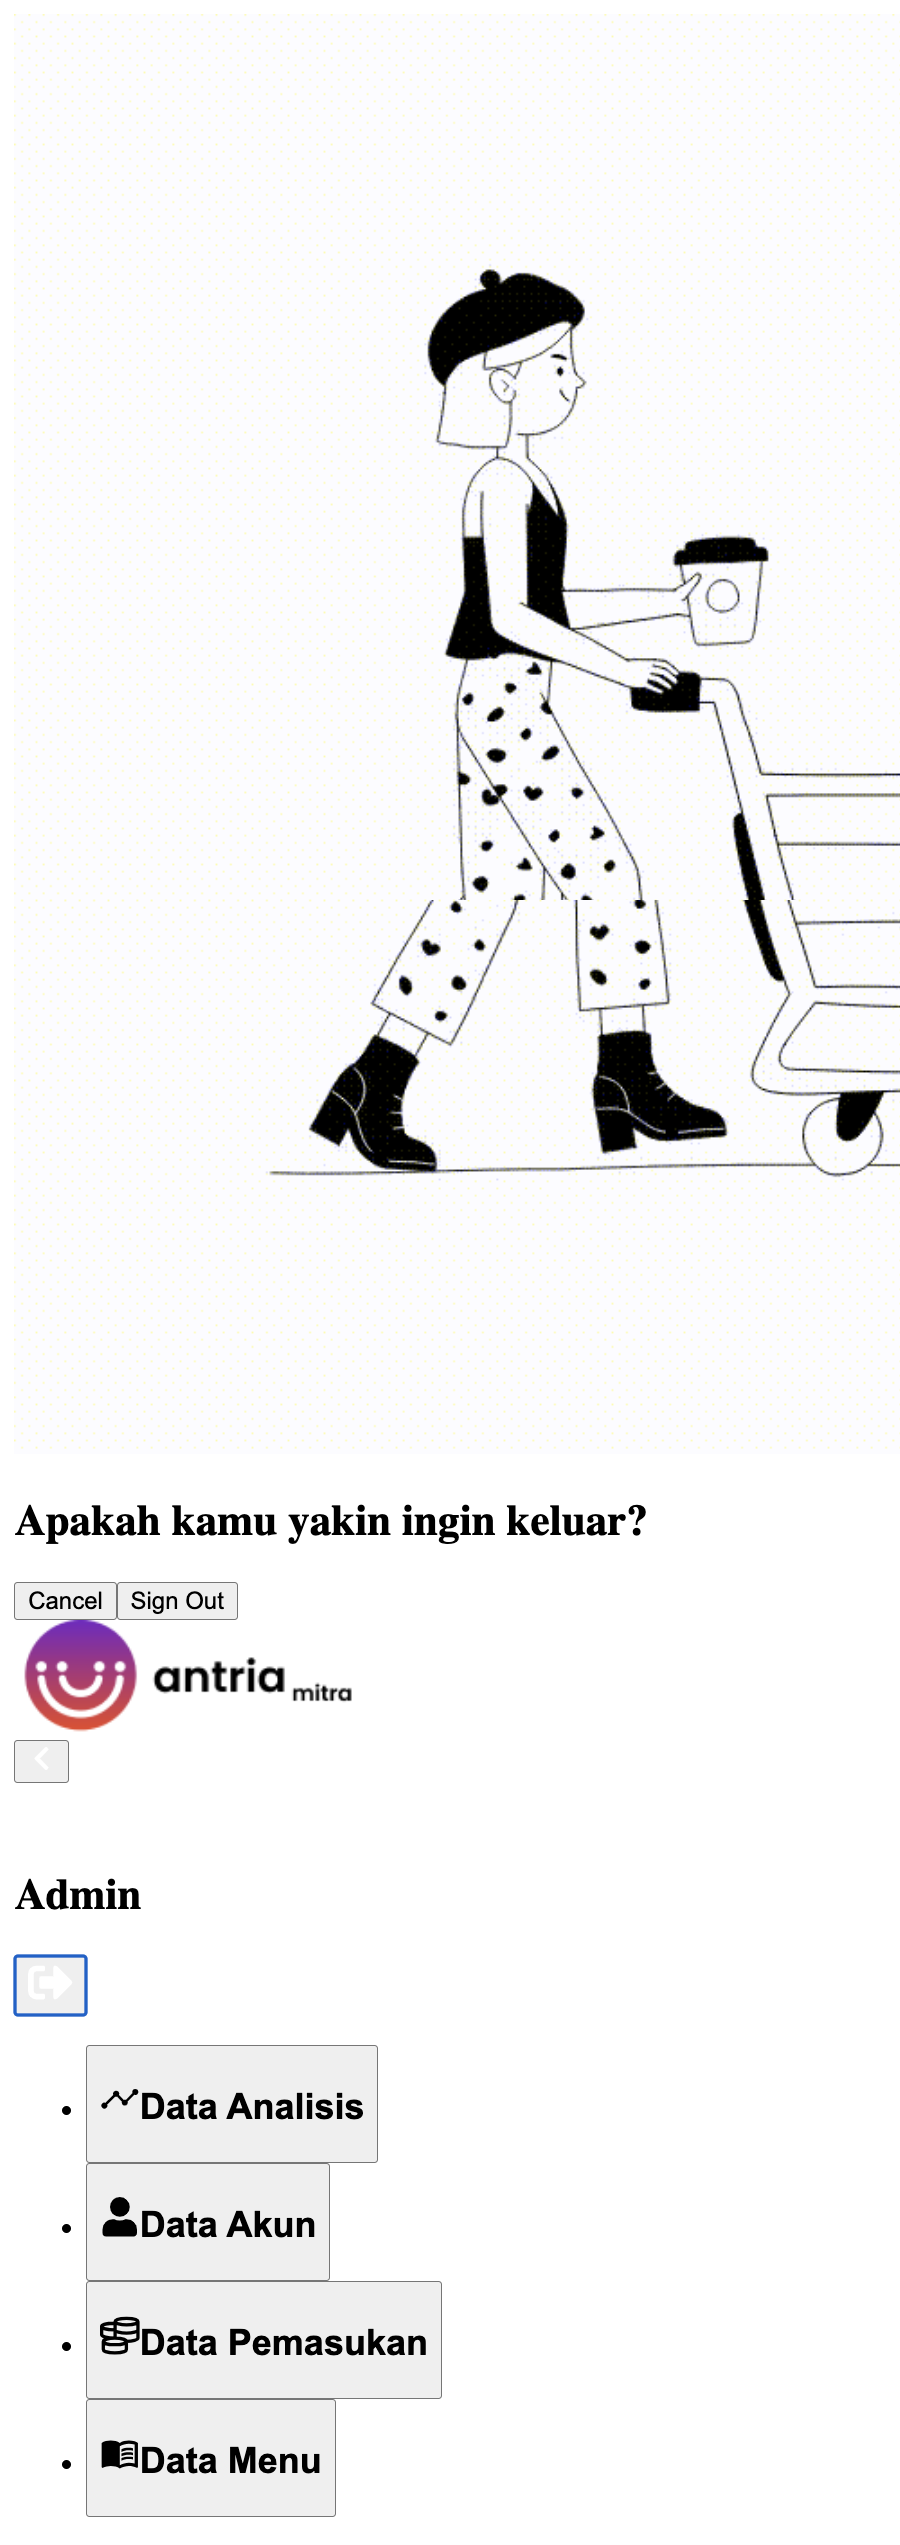 Apakah kamu yakin ingin keluar?
Cancel Sign Out
antria mitra
Admin
Data Analisis
Data Akun
Data Pemasukan
Data Menu